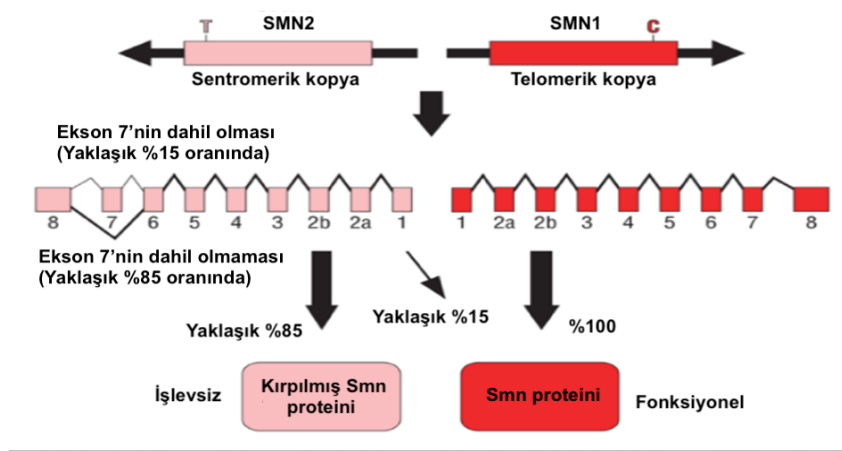 SMN2 SMN1
T C
Sentromerik kopya Telomerik kopya
Ekson 7’nin dahil olması
(Yaklaşık %15 oranında)
8 7 6 5 4 3 2b 2a 1 1 2a 2b 3 4 5 6 7 8
Ekson 7’nin dahil olmaması
(Yaklaşık %85 oranında)
Yaklaşık %85 Yaklaşık %15 %100
İşlevsiz
Kırpılmış Smn
proteini
Smn proteini
Fonksiyonel